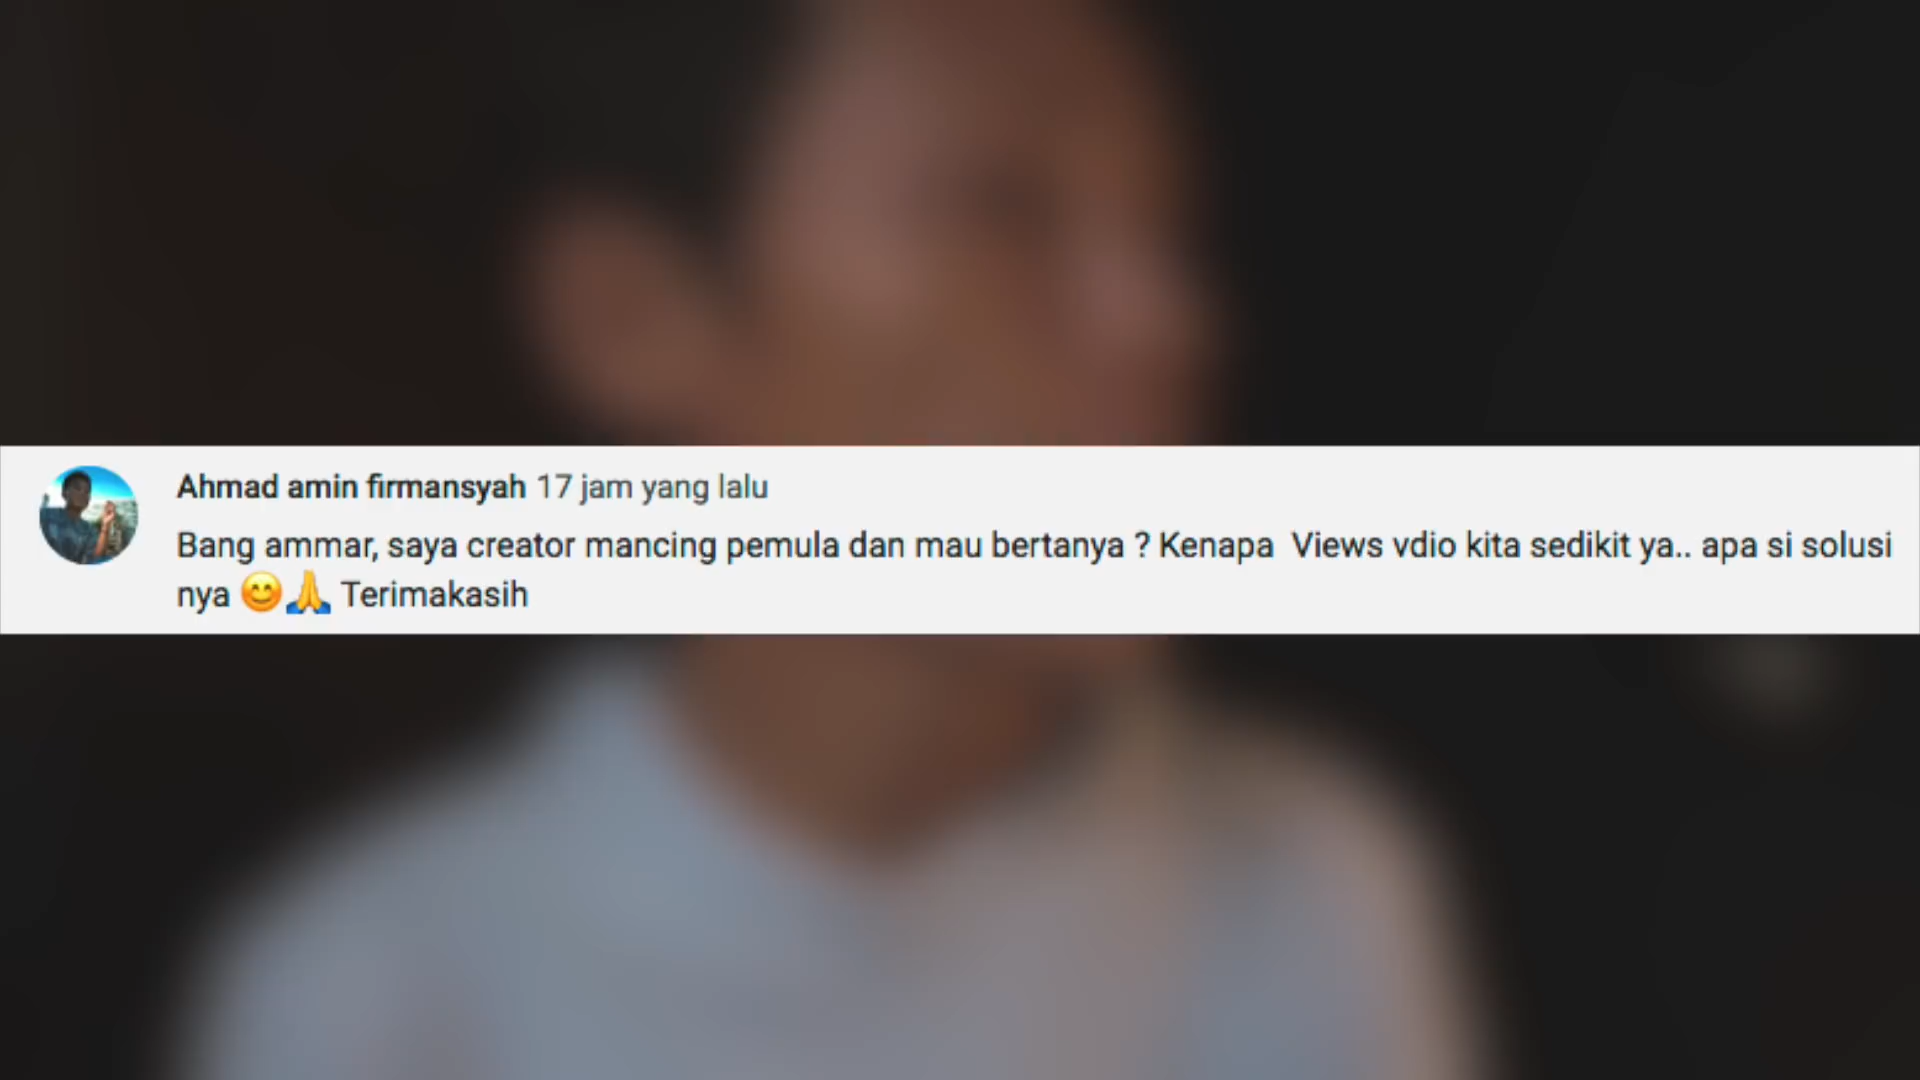 Ahmad amin firmansyah 17 jam yang lalu
Bang ammar, saya creator mancing pemula dan mau bertanya ? Kenapa  Views vdio kita sedikit ya.. apa si solusi
nya 😊🙏 Terimakasih